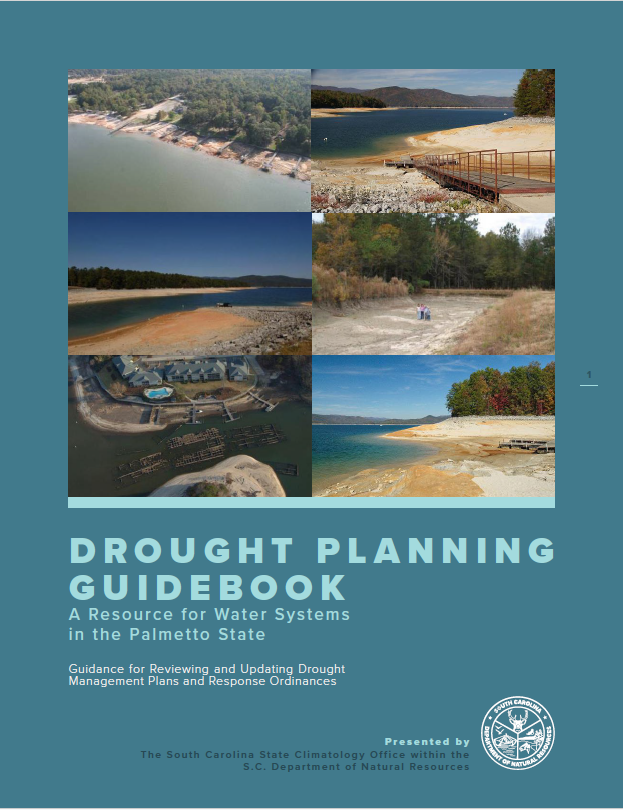 1
DROUGHT PLANNING
GUIDEBOOK
A Resource for Water Systems
in the Palmetto State
Guidance for Reviewing and Updating Drought
Management Plans and Response Ordinances
Presented by
The South Carolina State Climatology Office within the
S.C. Department of Natural Resources
SOUTH CAROLINA
DEPARTMENT OF NATURAL RESOURCES